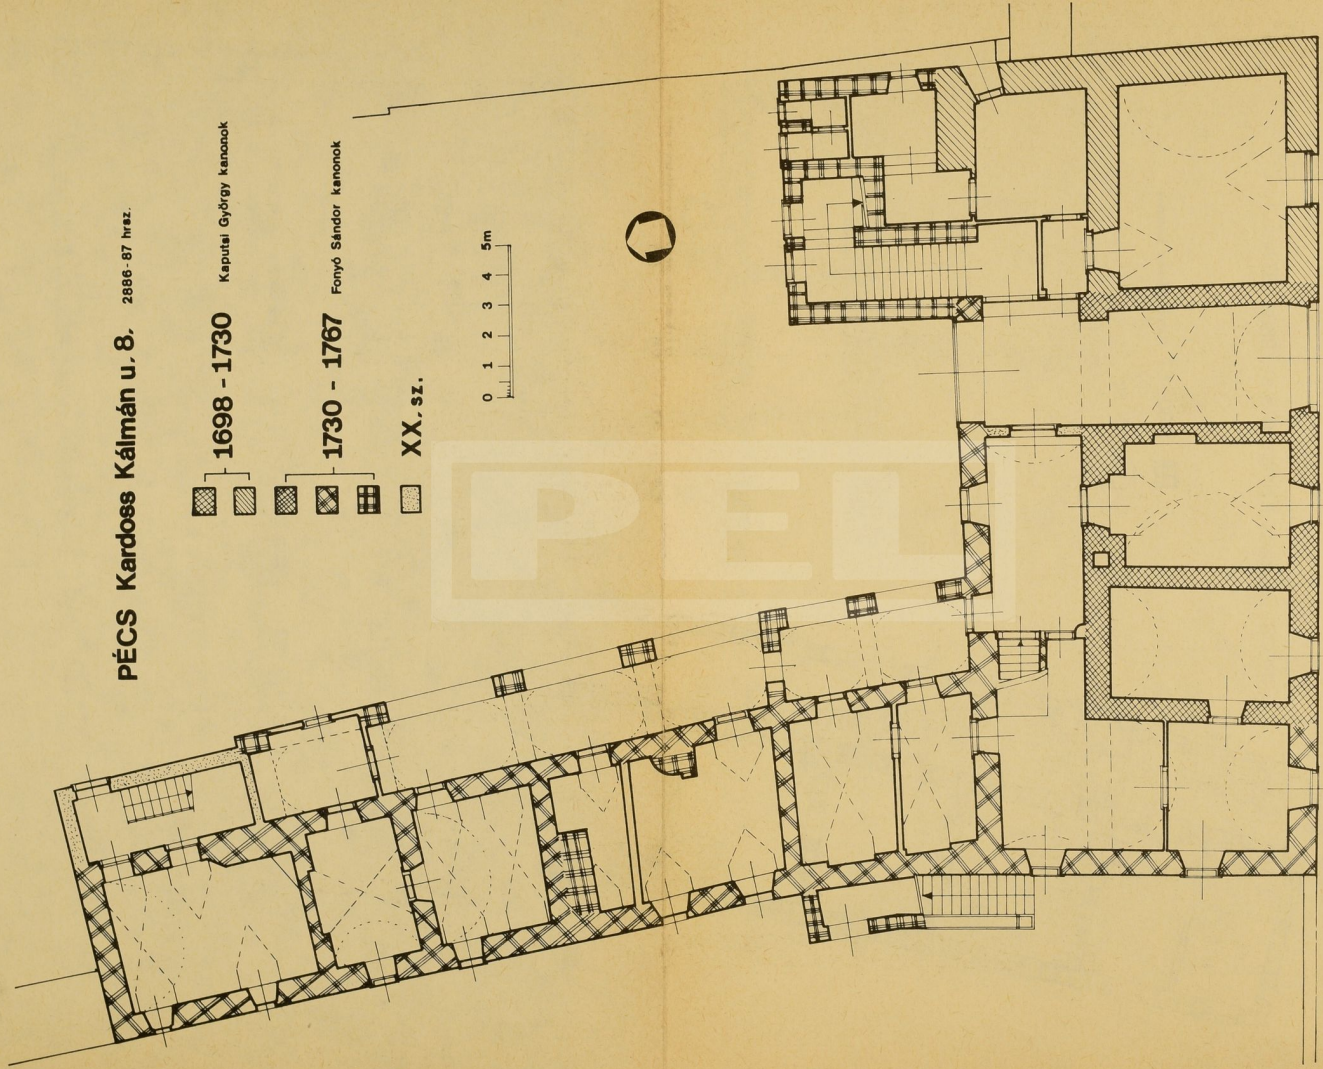 PÉCS Kardoss Kálmán u. 8. 2886-87 hrsz.
1698 - 1730 Kaputsi György kanonok
1730 - 1767 Fonyó Sándor kanonok
XX. sz.
0 1 2 3 4 5m
PEL